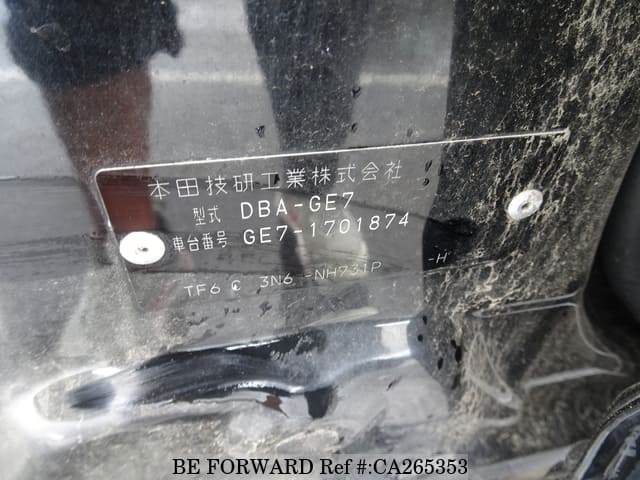 本田技研工業株式会社
型式 DBA-GE7
車台番号 GE7-1701874
TF6 C 3N6 -NH731P -H
BE FORWARD Ref #:CA265353